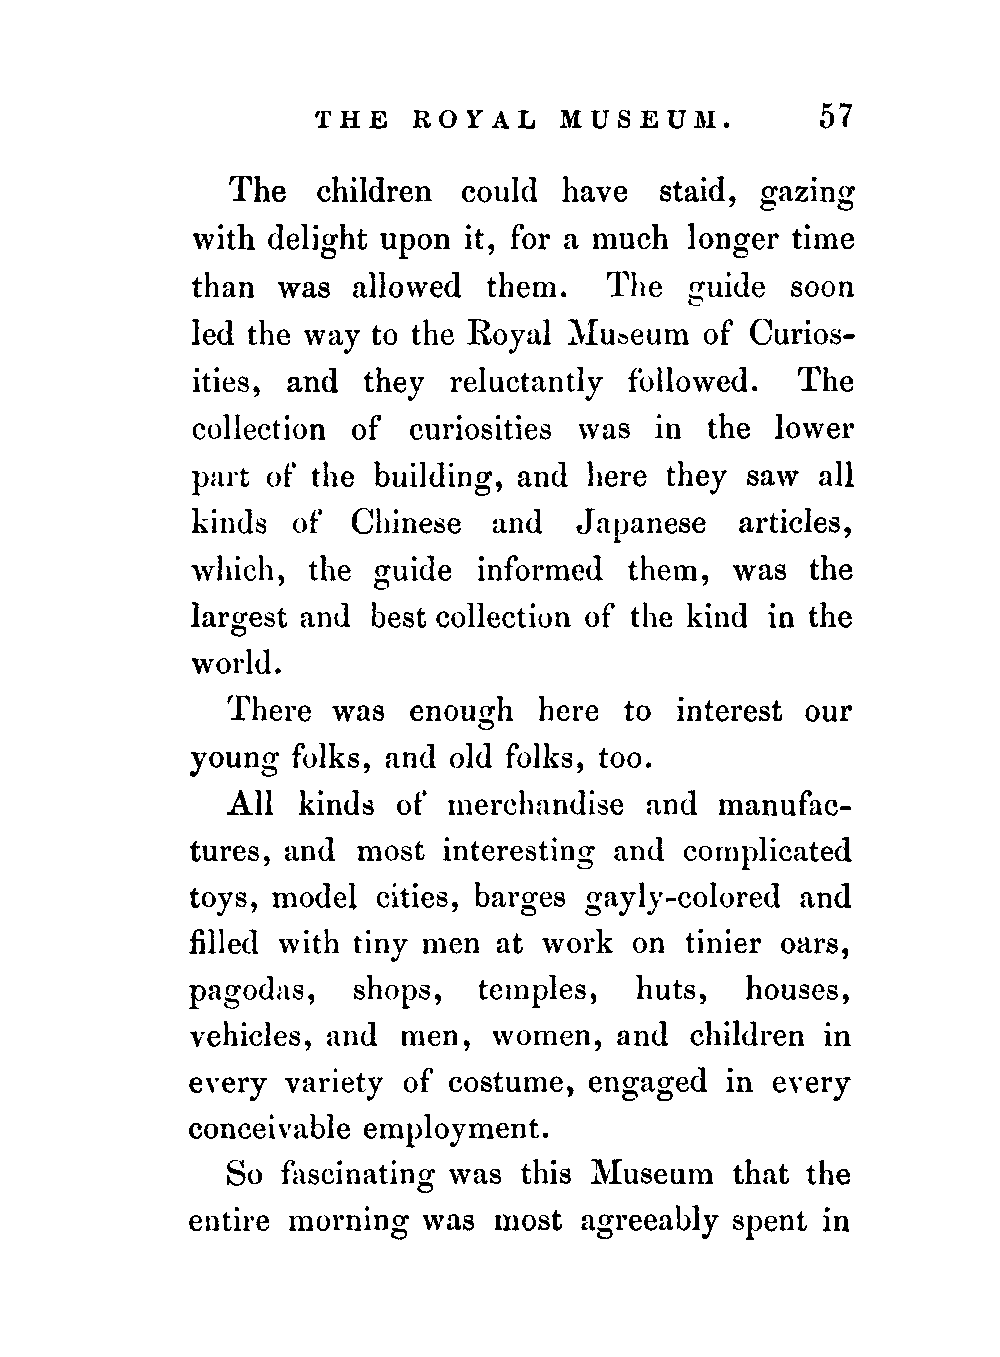 THE ROYAL MUSEUM. 57
The children could have staid, gazing
with delight upon it, for a much longer time
than was allowed them. The guide soon
led the way to the Royal Museum of Curios-
ities, and they reluctantly followed. The
collection of curiosities was in the lower
part of the building, and here they saw all
kinds of Chinese and Japanese articles,
which, the guide informed them, was the
largest and best collection of the kind in the
world.
There was enough here to interest our
young folks, and old folks, too.
All kinds of merchandise and manufac-
tures, and most interesting and complicated
toys, model cities, barges gayly-colored and
filled with tiny men at work on tinier oars,
pagodas, shops, temples, huts, houses,
vehicles, and men, women, and children in
every variety of costume, engaged in every
conceivable employment.
So fascinating was this Museum that the
entire morning was most agreeably spent in